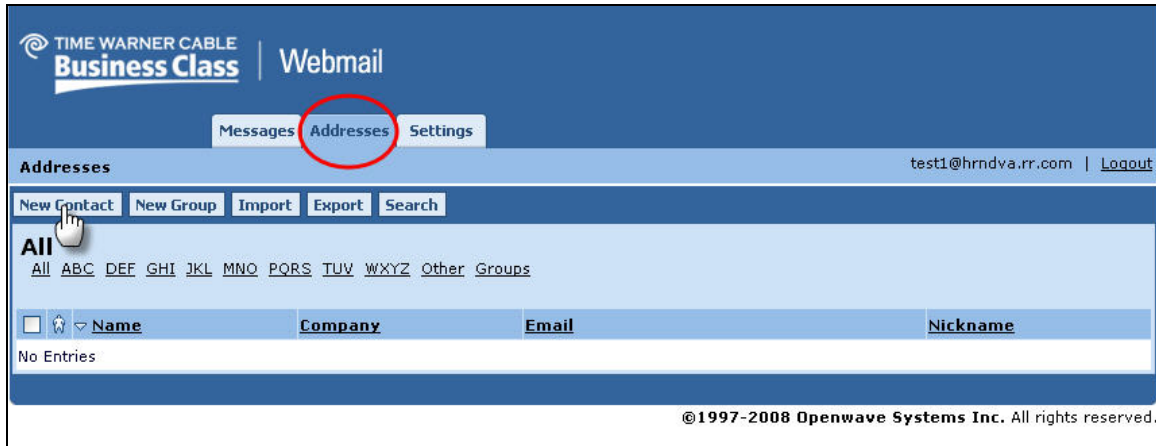 TIME WARNER CABLE
Business Class | Webmail
Messages Addresses Settings
Addresses test1@hrndva.rr.com | Logout
New Contact New Group Import Export Search
All
All ABC DEF GHI JKL MNO PQRS TUV WXYZ Other Groups
Name Company Email Nickname
No Entries
©1997-2008 Openwave Systems Inc. All rights reserved.